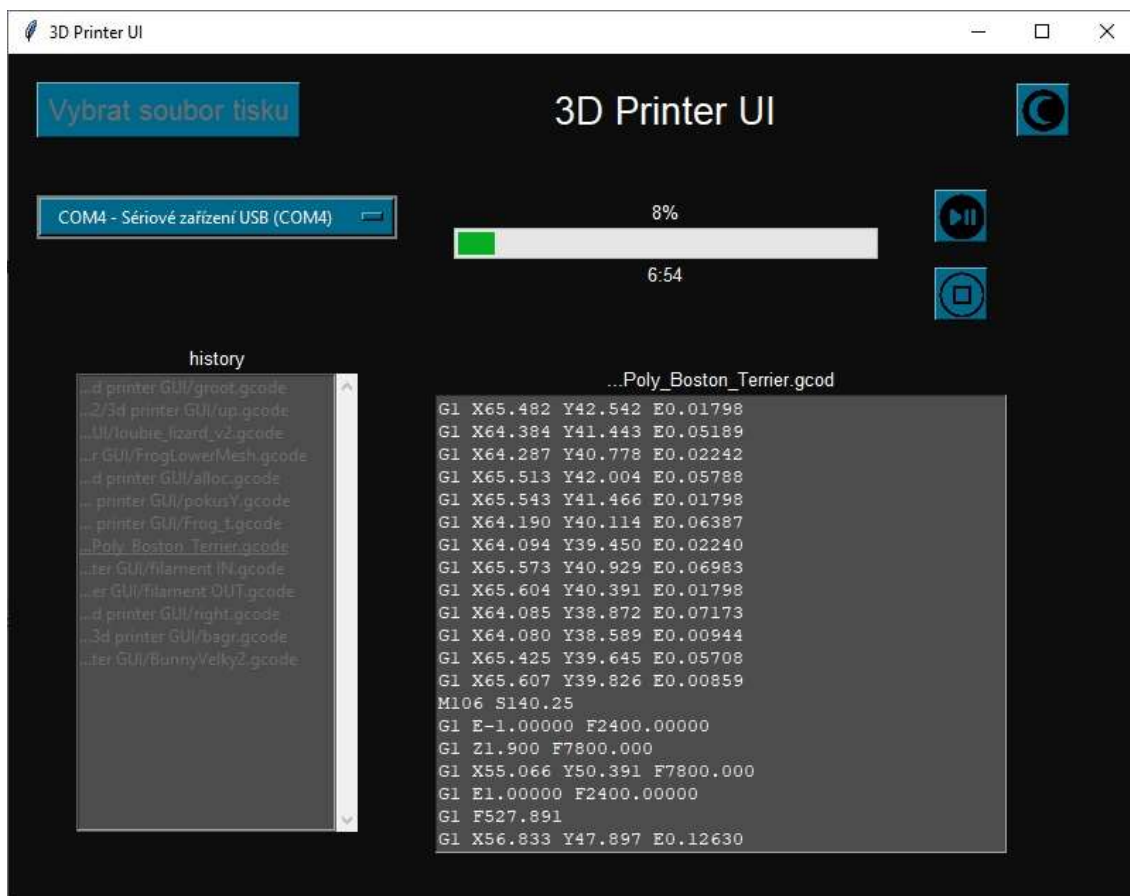 3D Printer UI
Vybrat soubor tisku
3D Printer UI
COM4 - Sériové zařízení USB (COM4)
8%
6:54
history
...d printer GUI/groot.gcode
...2/3d printer GUI/up.gcode
...UI/loubie_lizard_v2.gcode
...r GUI/FrogLowerMesh.gcode
...d printer GUI/alloc.gcode
... printer GUI/pokusY.gcode
... printer GUI/Frog_t.gcode
...Poly_Boston_Terrier.gcode
...ter GUI/filament IN.gcode
...er GUI/filament OUT.gcode
...d printer GUI/right.gcode
...3d printer GUI/bagr.gcode
...ter GUI/BunnyVelky2.gcode
...Poly_Boston_Terrier.gcod
G1 X65.482 Y42.542 E0.01798
G1 X64.384 Y41.443 E0.05189
G1 X64.287 Y40.778 E0.02242
G1 X65.513 Y42.004 E0.05788
G1 X65.543 Y41.466 E0.01798
G1 X64.190 Y40.114 E0.06387
G1 X64.094 Y39.450 E0.02240
G1 X65.573 Y40.929 E0.06983
G1 X65.604 Y40.391 E0.01798
G1 X64.085 Y38.872 E0.07173
G1 X64.080 Y38.589 E0.00944
G1 X65.425 Y39.645 E0.05708
G1 X65.607 Y39.826 E0.00859
M106 S140.25
G1 E-1.00000 F2400.00000
G1 Z1.900 F7800.000
G1 X55.066 Y50.391 F7800.000
G1 E1.00000 F2400.00000
G1 F527.891
G1 X56.833 Y47.897 E0.12630